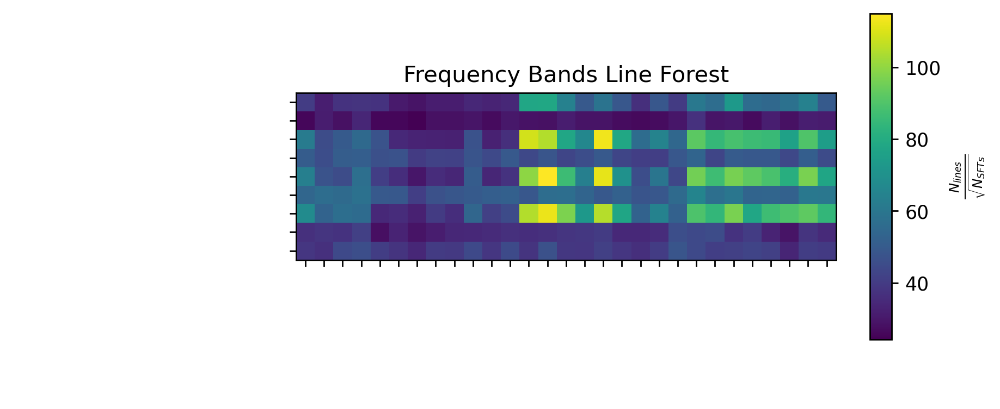 Frequency Bands Line Forest
100
80
60
40
N_lines / √N_SFTs